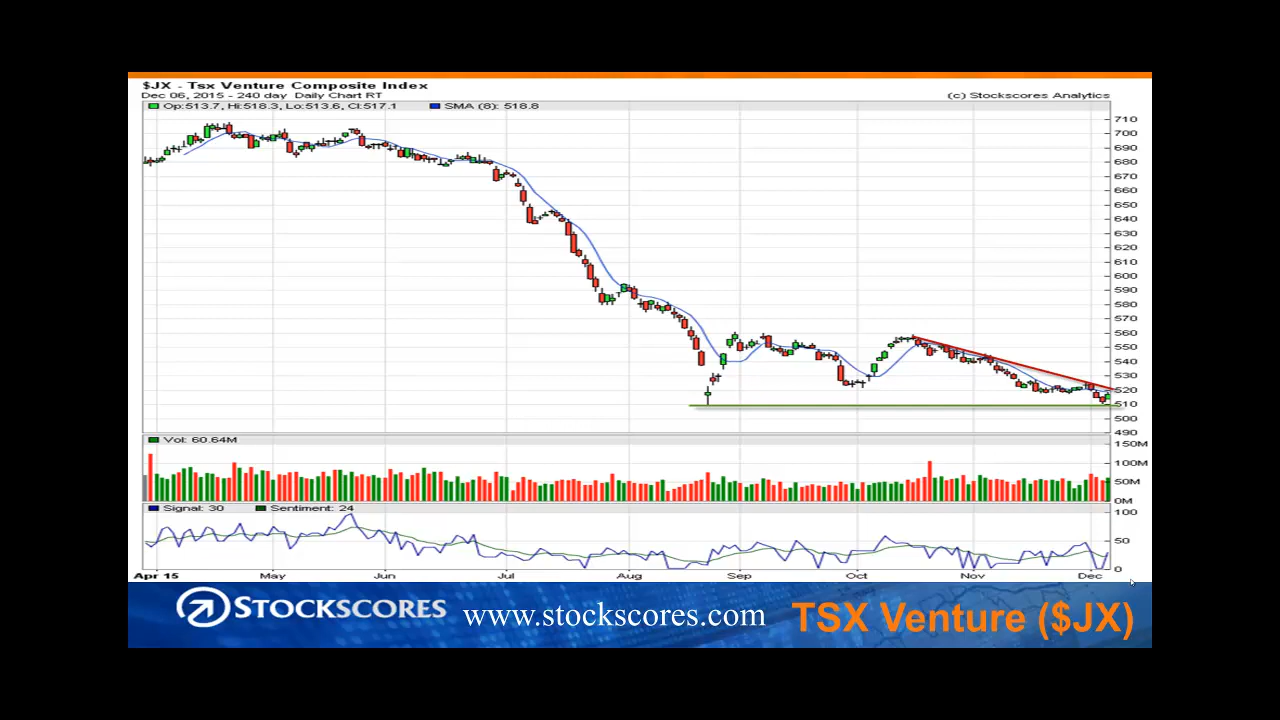 $JX - Tsx Venture Composite Index
Dec 06, 2015 - 240 day Daily Chart RT
(c) Stockscores Analytics
Op:513.7, Hi:518.3, Lo:513.6, Cl:517.1
SMA (8): 518.8
710
700
690
680
670
660
650
640
630
620
610
600
590
580
570
560
550
540
530
520
510
500
490
Vol: 60.64M
150M
100M
50M
0M
Signal: 30
Sentiment: 24
100
50
0
Apr 15 May Jun Jul Aug Sep Oct Nov Dec
STOCKSCORES www.stockscores.com TSX Venture ($JX)